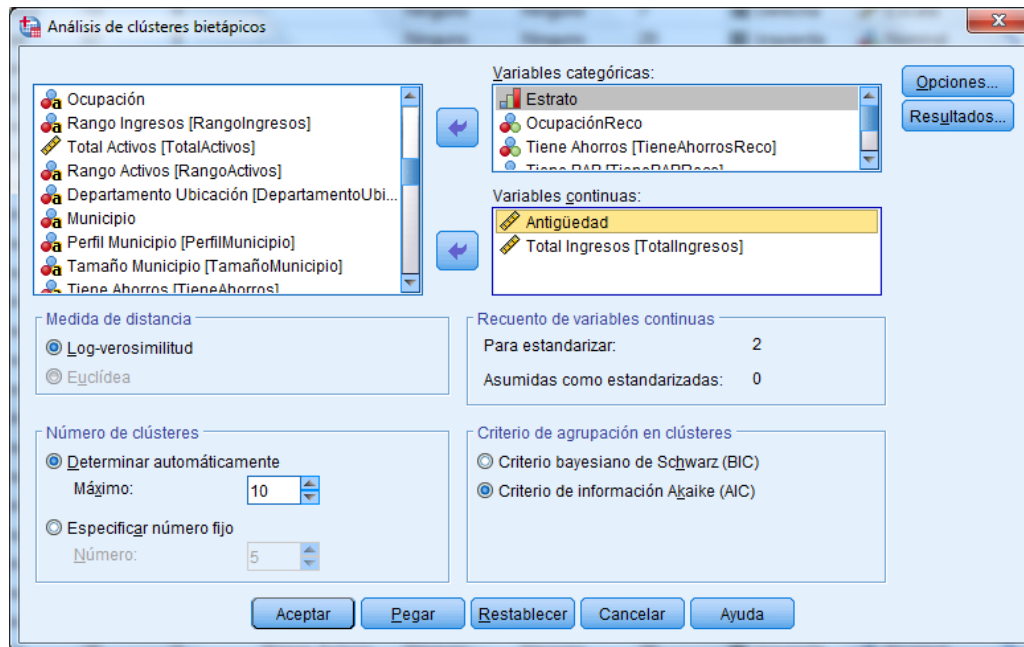 Análisis de clústeres bietápicos
Ocupación
Rango Ingresos [RangoIngresos]
Total Activos [TotalActivos]
Rango Activos [RangoActivos]
Departamento Ubicación [DepartamentoUbi...
Municipio
Perfil Municipio [PerfilMunicipio]
Tamaño Municipio [TamañoMunicipio]
Tiene Ahorros [TieneAhorros]
Variables categóricas:
Estrato
OcupaciónReco
Tiene Ahorros [TieneAhorrosReco]
Tiene PAP [TienePAPReco]
Variables continuas:
Antigüedad
Total Ingresos [TotalIngresos]
Opciones...
Resultados...
Medida de distancia
Log-verosimilitud
Euclídea
Recuento de variables continuas
Para estandarizar: 2
Asumidas como estandarizadas: 0
Número de clústeres
Determinar automáticamente
Máximo: 10
Especificar número fijo
Número: 5
Criterio de agrupación en clústeres
Criterio bayesiano de Schwarz (BIC)
Criterio de información Akaike (AIC)
Aceptar Pegar Restablecer Cancelar Ayuda